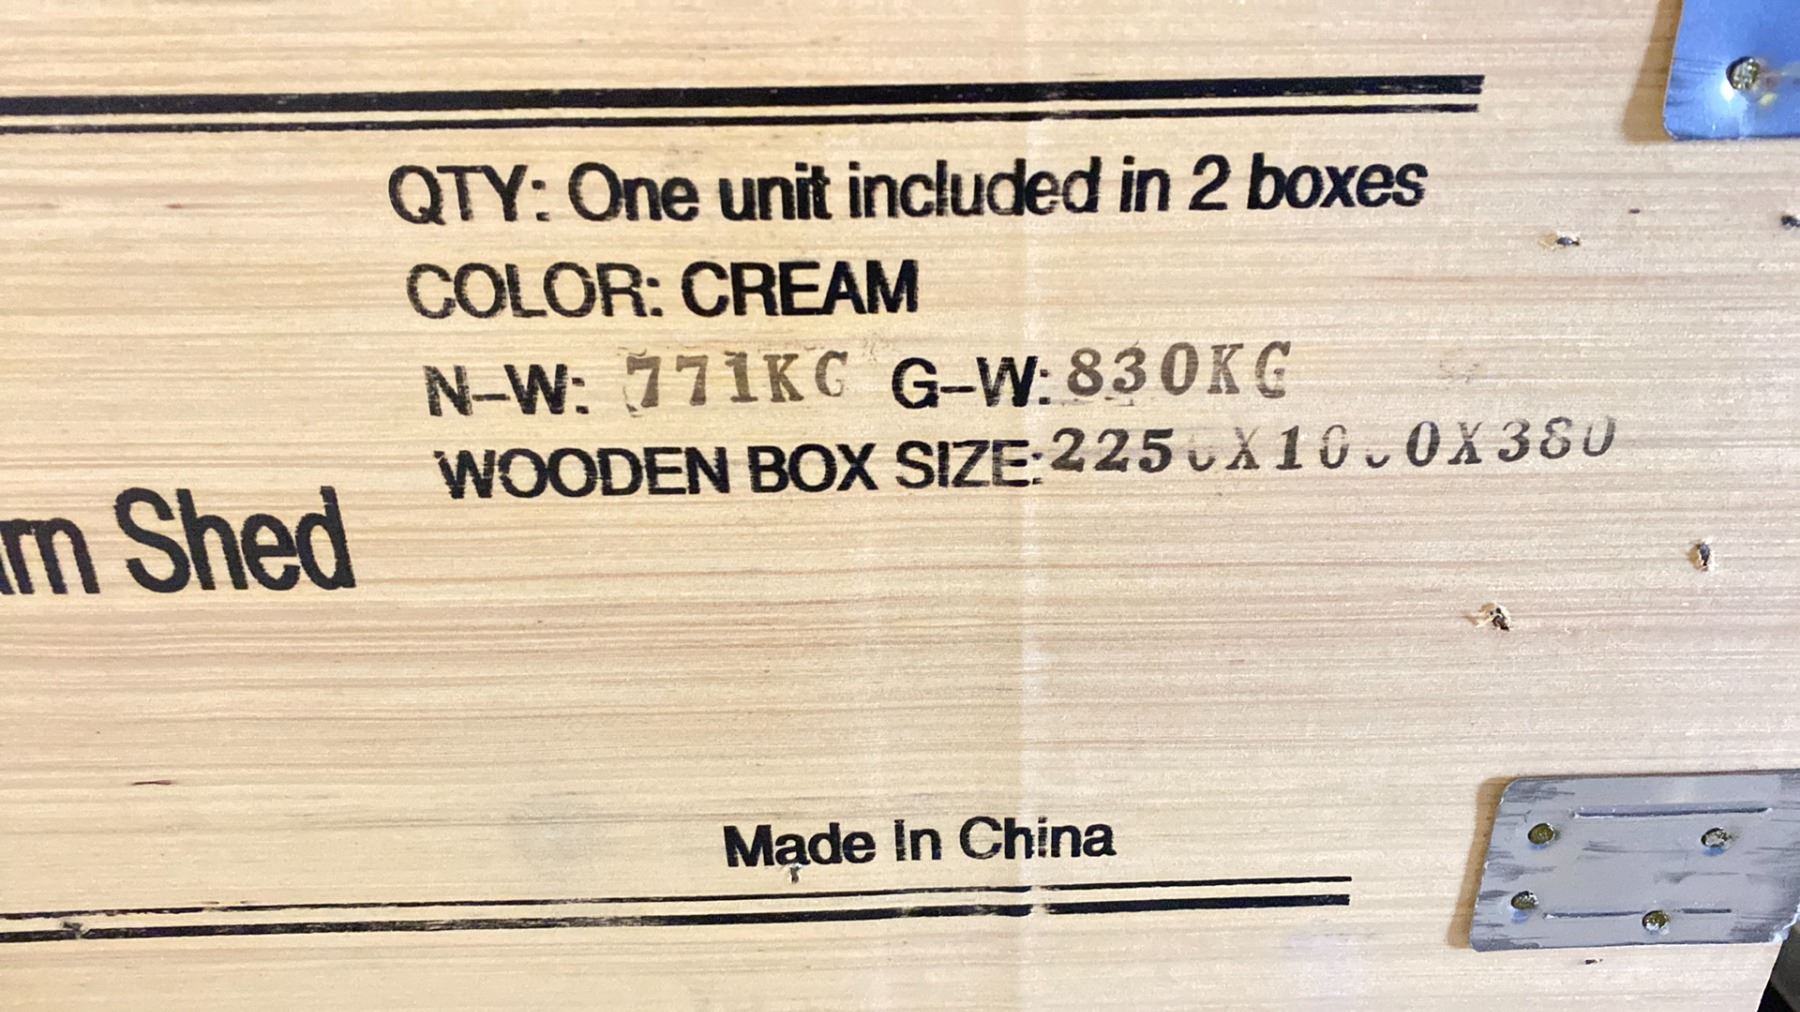 QTY: One unit included in 2 boxes
COLOR: CREAM
N-W: 771KG G-W: 830KG
WOODEN BOX SIZE:
Shed
Made In China